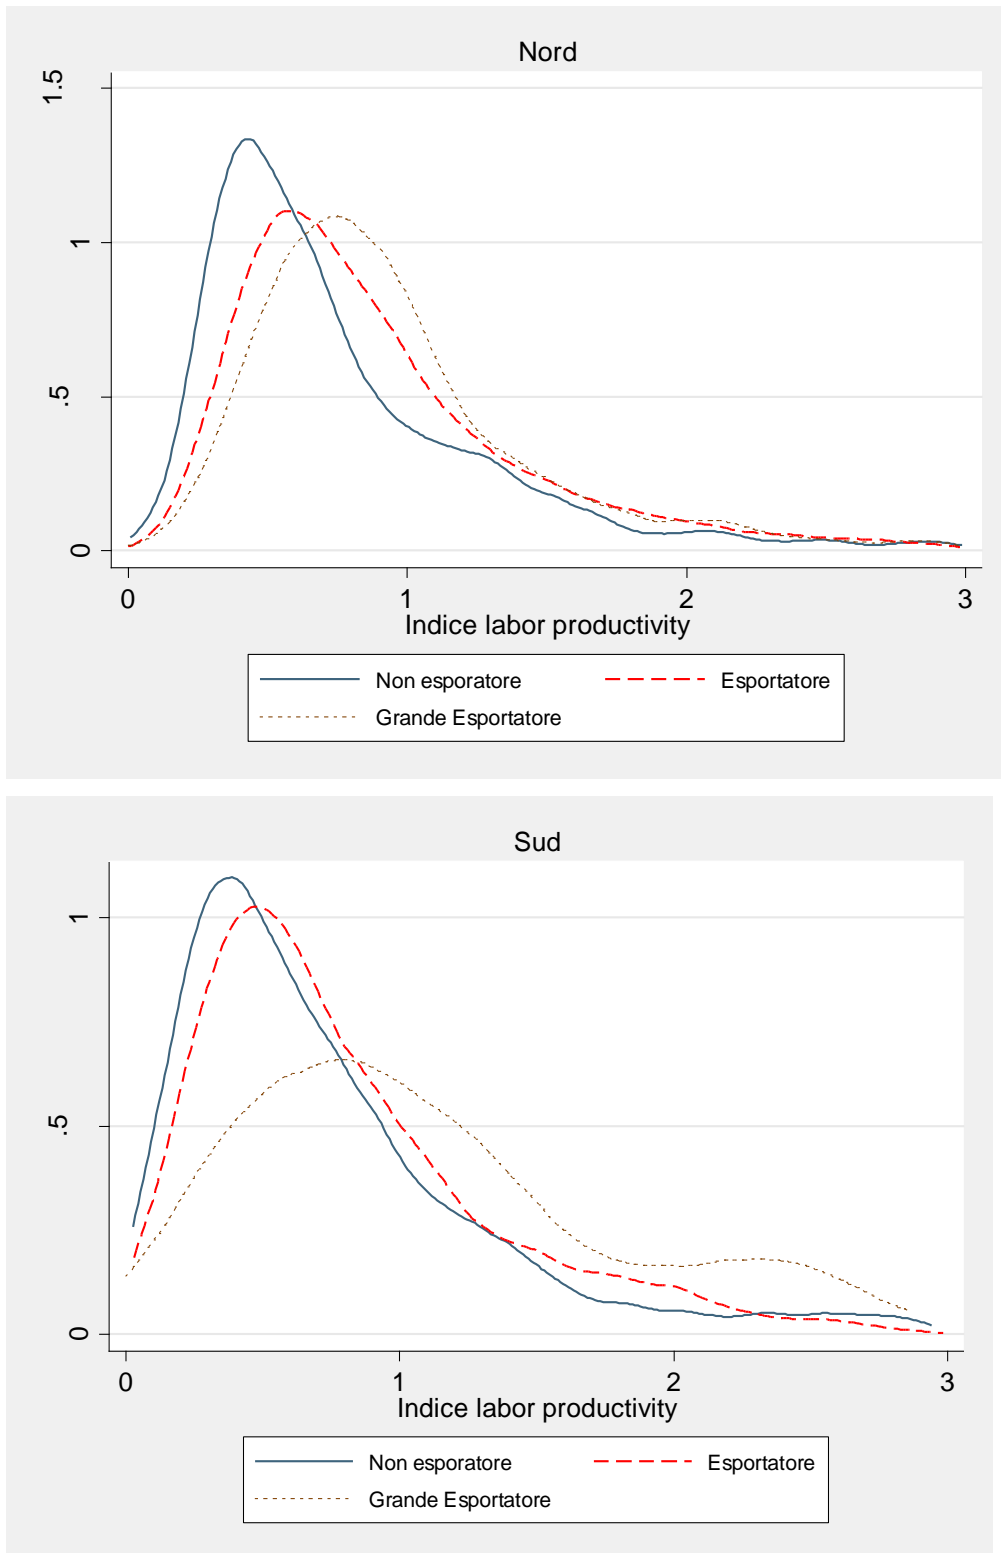 Nord
1.5
1
.5
0
0 1 2 3
Indice labor productivity
Non esporatore Esportatore
Grande Esportatore
Sud
1
.5
0
0 1 2 3
Indice labor productivity
Non esporatore Esportatore
Grande Esportatore